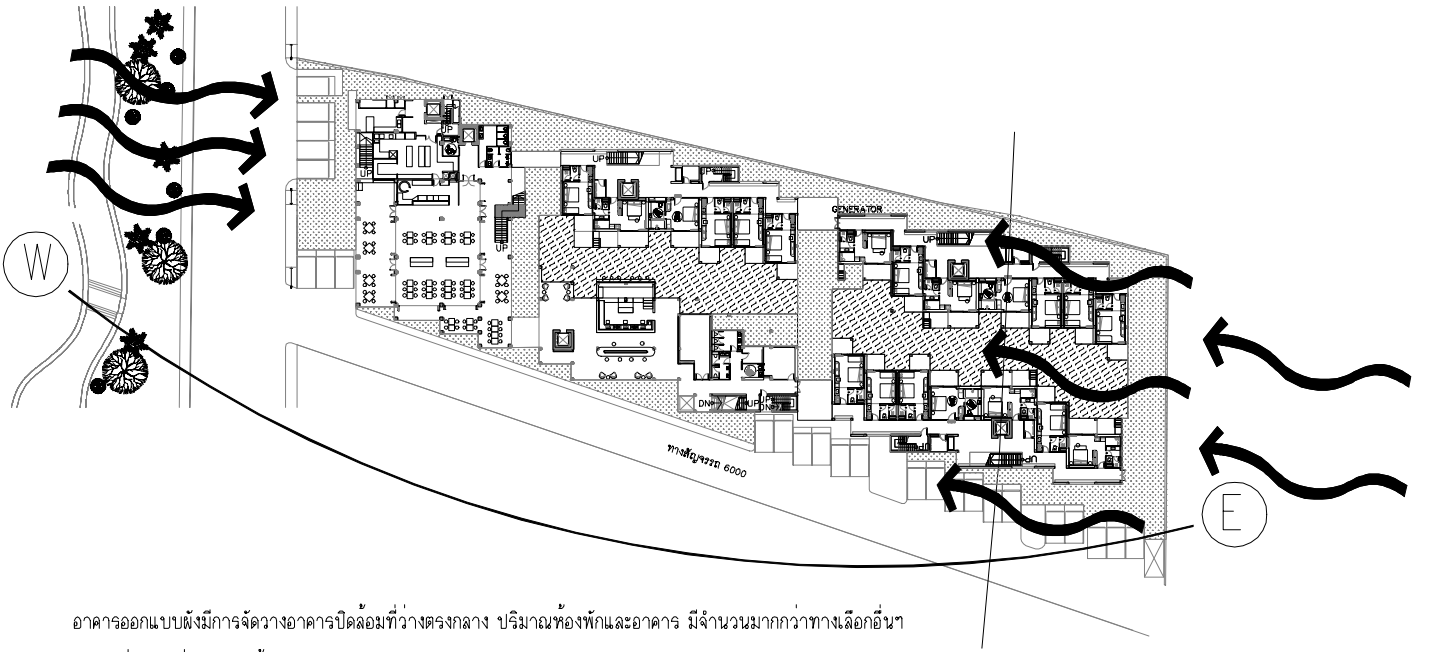 UP
UP
UP
GENERATOR
UP
UP
W
DN
UP
UP
DN
UP
UP
ทางสัญจรรถ 6000
E
อาคารออกแบบผังมีการจัดวางอาคารปิดล้อมที่ว่างตรงกลาง ปริมาณห้องพักและอาคาร มีจำนวนมากกว่าทางเลือกอื่นๆ